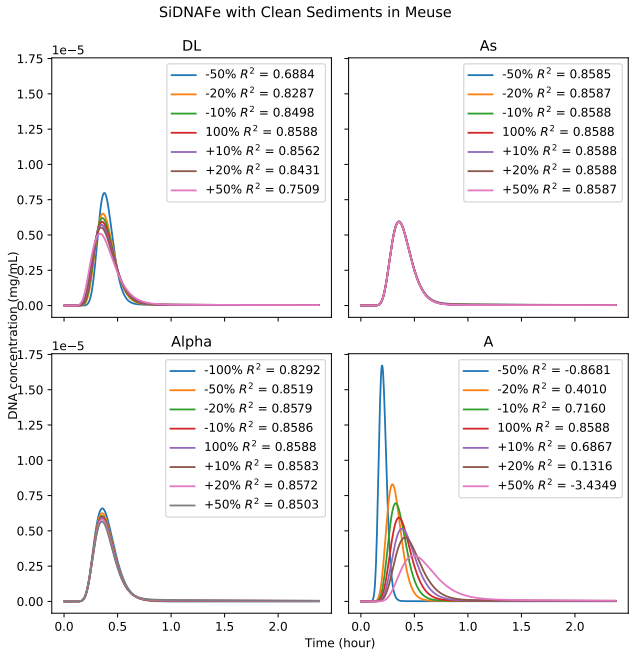 SiDNAFe with Clean Sediments in Meuse
DL
1e−5
-50% R² = 0.6884
-20% R² = 0.8287
-10% R² = 0.8498
100% R² = 0.8588
+10% R² = 0.8562
+20% R² = 0.8431
+50% R² = 0.7509
1.75
1.50
1.25
1.00
0.75
0.50
0.25
0.00
As
-50% R² = 0.8585
-20% R² = 0.8587
-10% R² = 0.8588
100% R² = 0.8588
+10% R² = 0.8588
+20% R² = 0.8588
+50% R² = 0.8587
DNA concentration (mg/mL)
Alpha
1e−5
-100% R² = 0.8292
-50% R² = 0.8519
-20% R² = 0.8579
-10% R² = 0.8586
100% R² = 0.8588
+10% R² = 0.8583
+20% R² = 0.8572
+50% R² = 0.8503
1.75
1.50
1.25
1.00
0.75
0.50
0.25
0.00
0.0 0.5 1.0 1.5 2.0
A
-50% R² = -0.8681
-20% R² = 0.4010
-10% R² = 0.7160
100% R² = 0.8588
+10% R² = 0.6867
+20% R² = 0.1316
+50% R² = -3.4349
0.0 0.5 1.0 1.5 2.0
Time (hour)